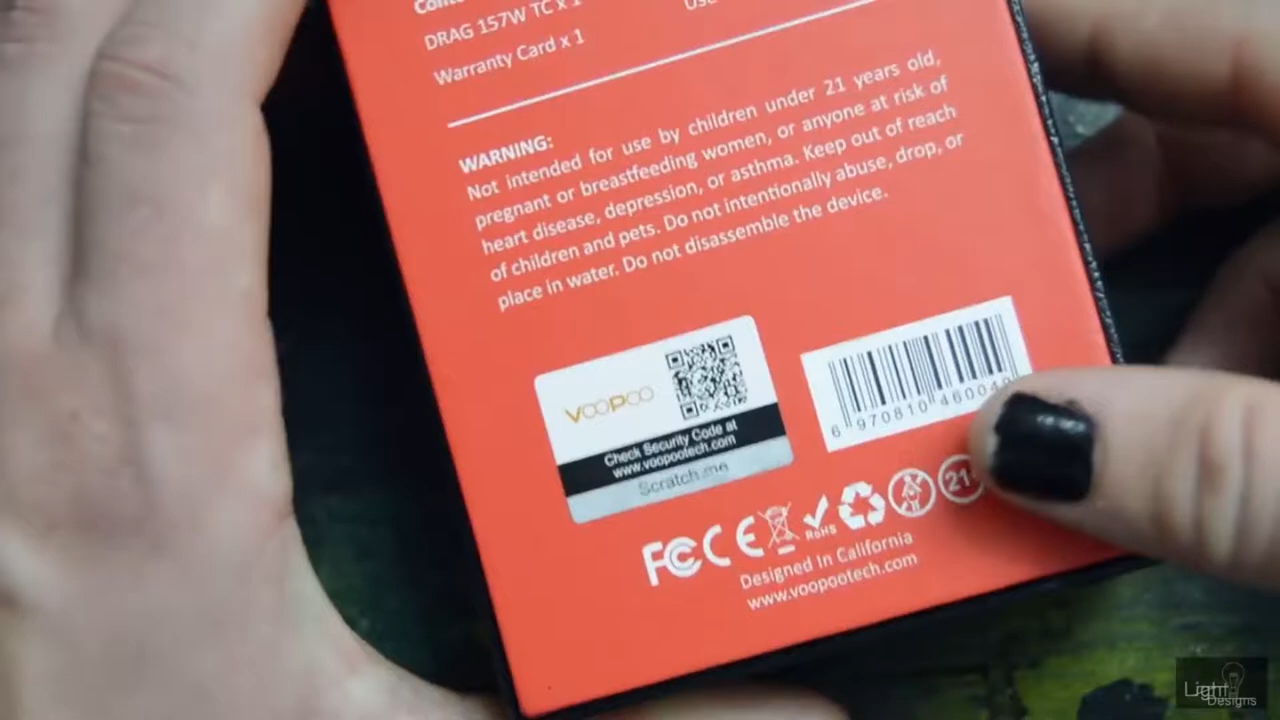 DRAG 157W TC x 1
Use
Warranty Card x 1
WARNING:
Not intended for use by children under 21 years old,
pregnant or breastfeeding women, or anyone at risk of
heart disease, depression, or asthma. Keep out of reach
of children and pets. Do not intentionally abuse, drop, or
place in water. Do not disassemble the device.
VOOPOO
Check Security Code at
www.voopootech.com
Scratch me
6 970810 46004
FC CE RoHS 21
Designed In California
www.voopootech.com
Light
Designs